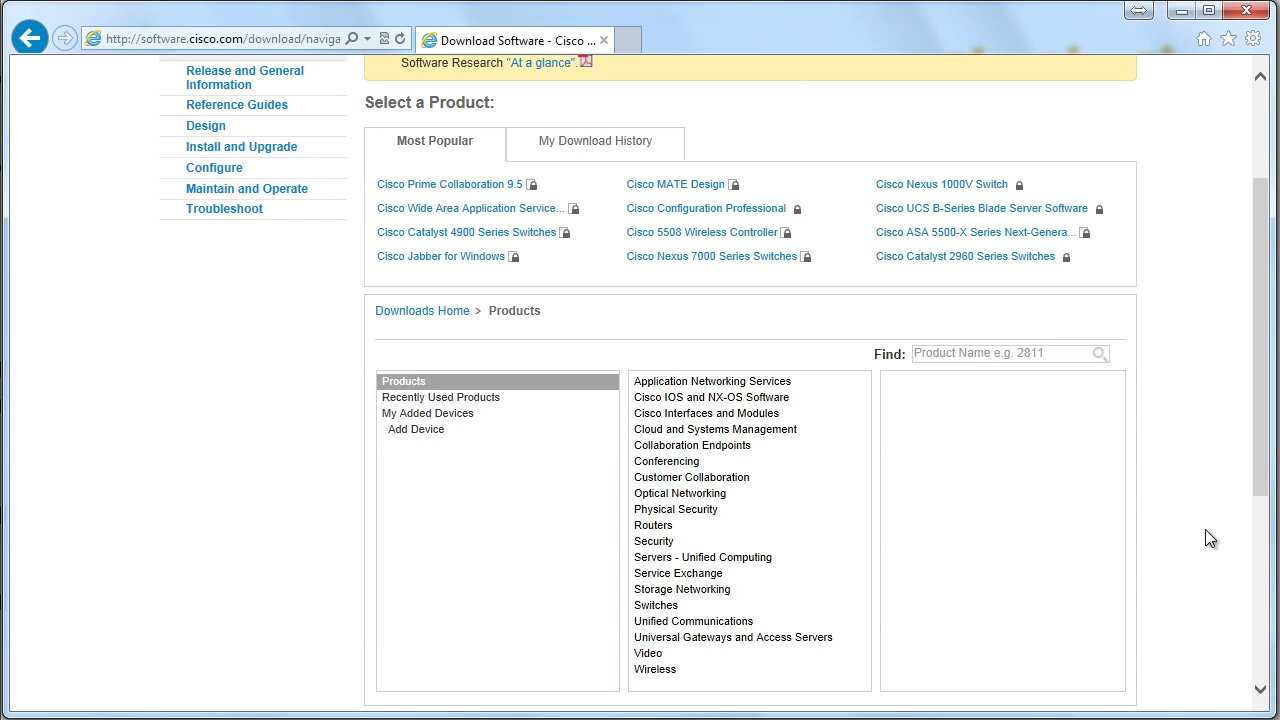 http://software.cisco.com/download/naviga
Download Software - Cisco ...
Software Research "At a glance".
Release and General
Information
Reference Guides
Design
Install and Upgrade
Configure
Maintain and Operate
Troubleshoot
Select a Product:
Most Popular
My Download History
Cisco Prime Collaboration 9.5
Cisco MATE Design
Cisco Nexus 1000V Switch
Cisco Wide Area Application Service...
Cisco Configuration Professional
Cisco UCS B-Series Blade Server Software
Cisco Catalyst 4900 Series Switches
Cisco 5508 Wireless Controller
Cisco ASA 5500-X Series Next-Genera...
Cisco Jabber for Windows
Cisco Nexus 7000 Series Switches
Cisco Catalyst 2960 Series Switches
Downloads Home > Products
Find: Product Name e.g. 2811
Products
Recently Used Products
My Added Devices
Add Device
Application Networking Services
Cisco IOS and NX-OS Software
Cisco Interfaces and Modules
Cloud and Systems Management
Collaboration Endpoints
Conferencing
Customer Collaboration
Optical Networking
Physical Security
Routers
Security
Servers - Unified Computing
Service Exchange
Storage Networking
Switches
Unified Communications
Universal Gateways and Access Servers
Video
Wireless